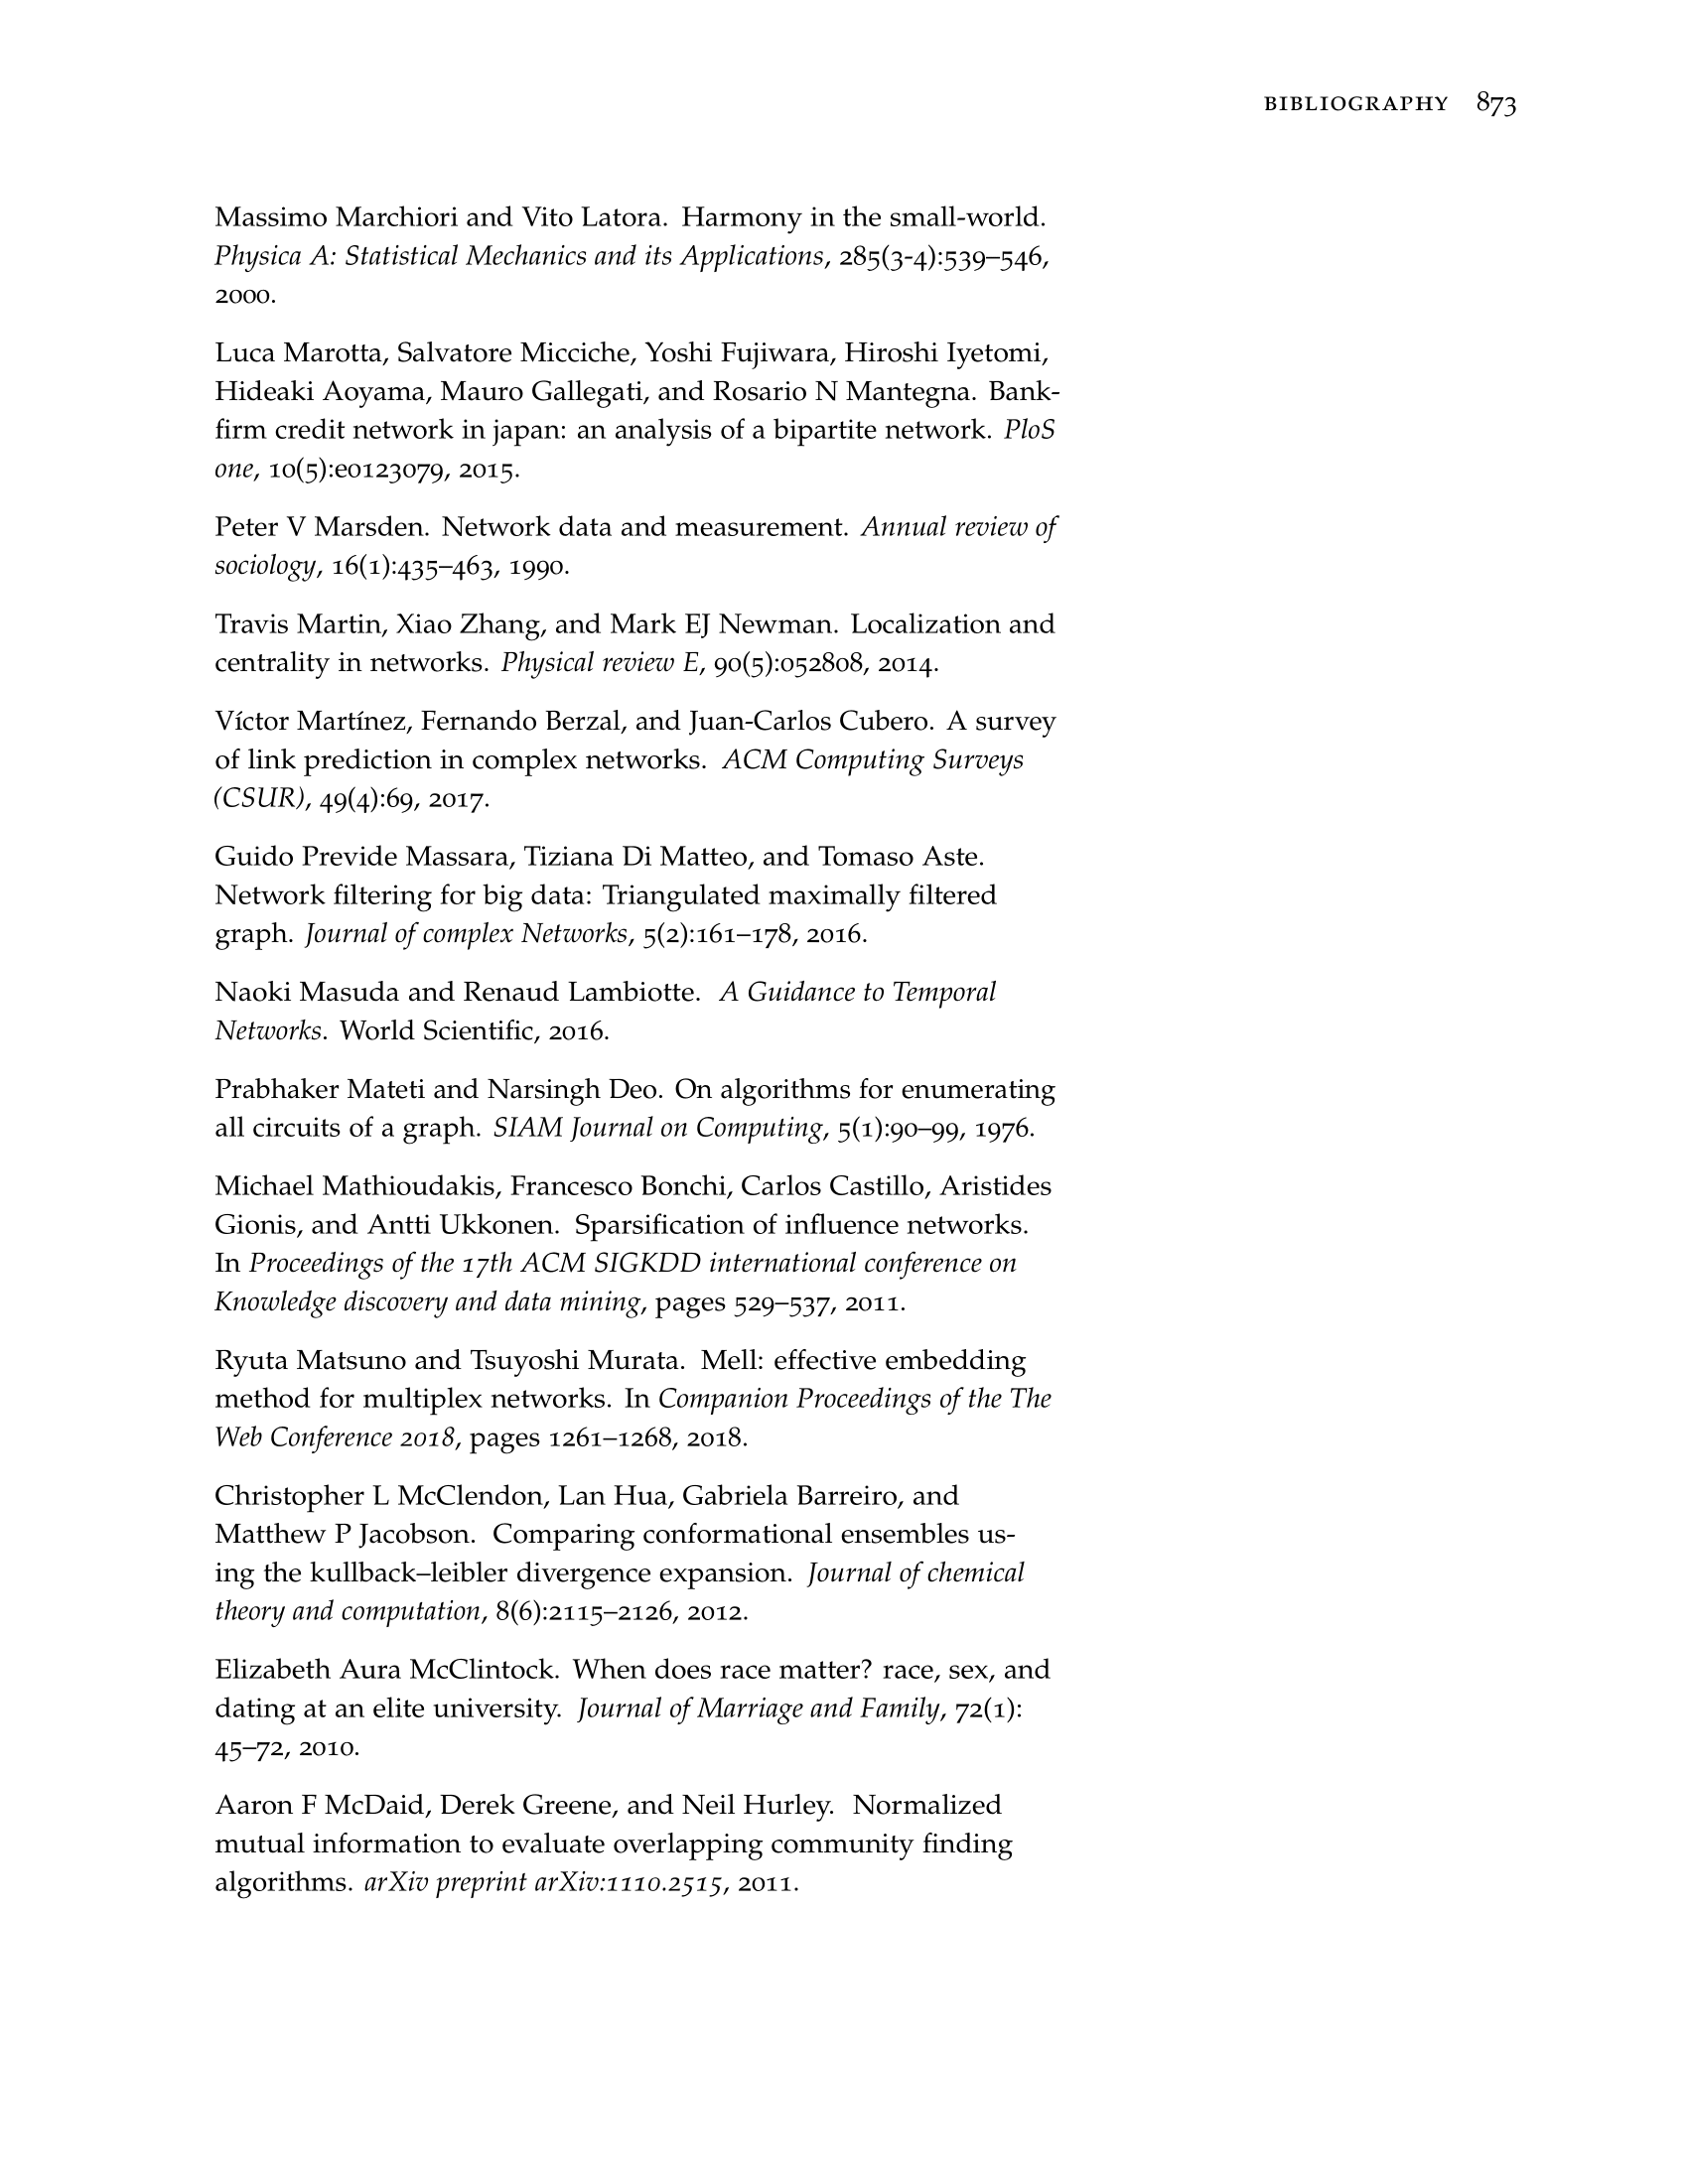 BIBLIOGRAPHY 873
Massimo Marchiori and Vito Latora. Harmony in the small-world.
Physica A: Statistical Mechanics and its Applications, 285(3-4):539–546,
2000.
Luca Marotta, Salvatore Micciche, Yoshi Fujiwara, Hiroshi Iyetomi,
Hideaki Aoyama, Mauro Gallegati, and Rosario N Mantegna. Bank-
firm credit network in japan: an analysis of a bipartite network. PloS
one, 10(5):e0123079, 2015.
Peter V Marsden. Network data and measurement. Annual review of
sociology, 16(1):435–463, 1990.
Travis Martin, Xiao Zhang, and Mark EJ Newman. Localization and
centrality in networks. Physical review E, 90(5):052808, 2014.
Víctor Martínez, Fernando Berzal, and Juan-Carlos Cubero. A survey
of link prediction in complex networks. ACM Computing Surveys
(CSUR), 49(4):69, 2017.
Guido Previde Massara, Tiziana Di Matteo, and Tomaso Aste.
Network filtering for big data: Triangulated maximally filtered
graph. Journal of complex Networks, 5(2):161–178, 2016.
Naoki Masuda and Renaud Lambiotte. A Guidance to Temporal
Networks. World Scientific, 2016.
Prabhaker Mateti and Narsingh Deo. On algorithms for enumerating
all circuits of a graph. SIAM Journal on Computing, 5(1):90–99, 1976.
Michael Mathioudakis, Francesco Bonchi, Carlos Castillo, Aristides
Gionis, and Antti Ukkonen. Sparsification of influence networks.
In Proceedings of the 17th ACM SIGKDD international conference on
Knowledge discovery and data mining, pages 529–537, 2011.
Ryuta Matsuno and Tsuyoshi Murata. Mell: effective embedding
method for multiplex networks. In Companion Proceedings of the The
Web Conference 2018, pages 1261–1268, 2018.
Christopher L McClendon, Lan Hua, Gabriela Barreiro, and
Matthew P Jacobson. Comparing conformational ensembles us-
ing the kullback–leibler divergence expansion. Journal of chemical
theory and computation, 8(6):2115–2126, 2012.
Elizabeth Aura McClintock. When does race matter? race, sex, and
dating at an elite university. Journal of Marriage and Family, 72(1):
45–72, 2010.
Aaron F McDaid, Derek Greene, and Neil Hurley. Normalized
mutual information to evaluate overlapping community finding
algorithms. arXiv preprint arXiv:1110.2515, 2011.